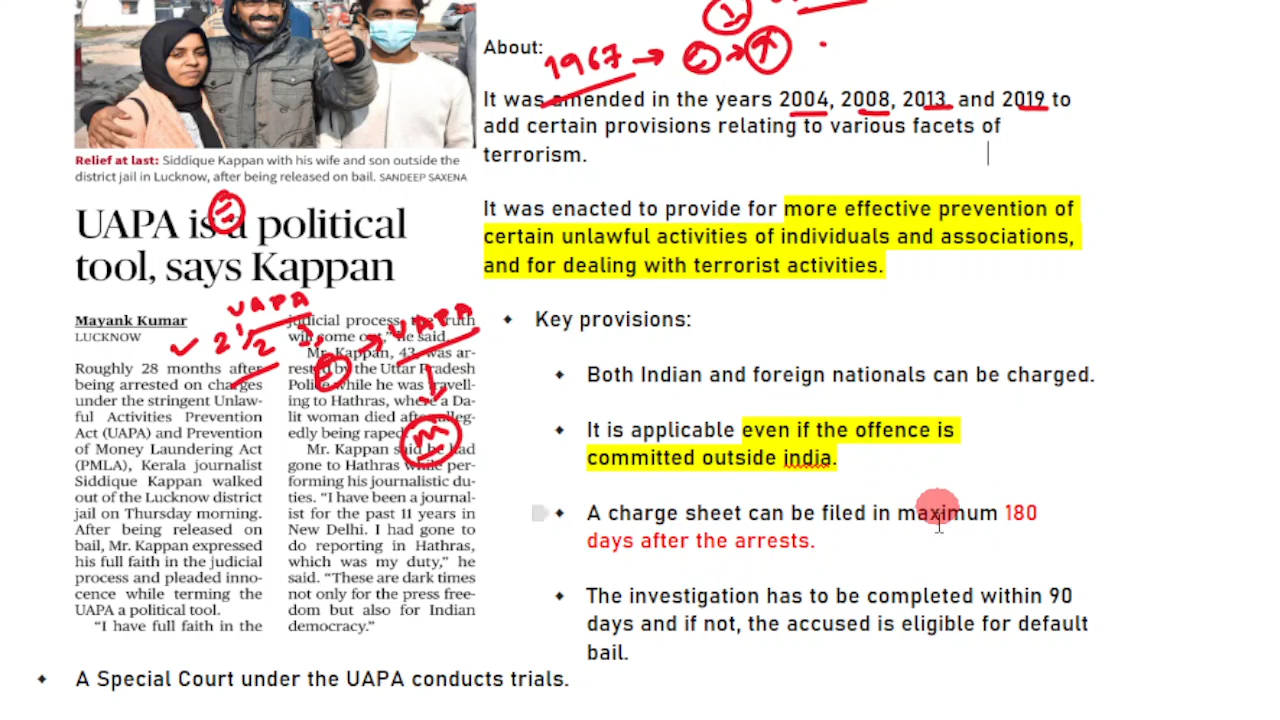 Relief at last: Siddique Kappan with his wife and son outside the
district jail in Lucknow, after being released on bail. SANDEEP SAXENA
UAPA is a political
tool, says Kappan
Mayank Kumar
LUCKNOW
Roughly 28 months after
being arrested on charges
under the stringent Unlaw-
ful Activities Prevention
Act (UAPA) and Prevention
of Money Laundering Act
(PMLA), Kerala journalist
Siddique Kappan walked
out of the Lucknow district
jail on Thursday morning.
After being released on
bail, Mr. Kappan expressed
his full faith in the judicial
process and pleaded inno-
cence while terming the
UAPA a political tool.
"I have full faith in the
judicial process, the truth
will come out," he said.
Mr. Kappan, 43, was ar-
rested by the Uttar Pradesh
Police while he was travell-
ing to Hathras, where a Da-
lit woman died after alleg-
edly being raped.
Mr. Kappan said he had
gone to Hathras while per-
forming his journalistic du-
ties. "I have been a journal-
ist for the past 11 years in
New Delhi. I had gone to
do reporting in Hathras,
which was my duty," he
said. "These are dark times
not only for the press free-
dom but also for Indian
democracy."
UAPA
2 1/2
UAPA
m
About:
1967
It was amended in the years 2004, 2008, 2013 and 2019 to
add certain provisions relating to various facets of
terrorism.
It was enacted to provide for more effective prevention of
certain unlawful activities of individuals and associations,
and for dealing with terrorist activities.
Key provisions:
Both Indian and foreign nationals can be charged.
It is applicable even if the offence is
committed outside india.
A charge sheet can be filed in maximum 180
days after the arrests.
The investigation has to be completed within 90
days and if not, the accused is eligible for default
bail.
A Special Court under the UAPA conducts trials.